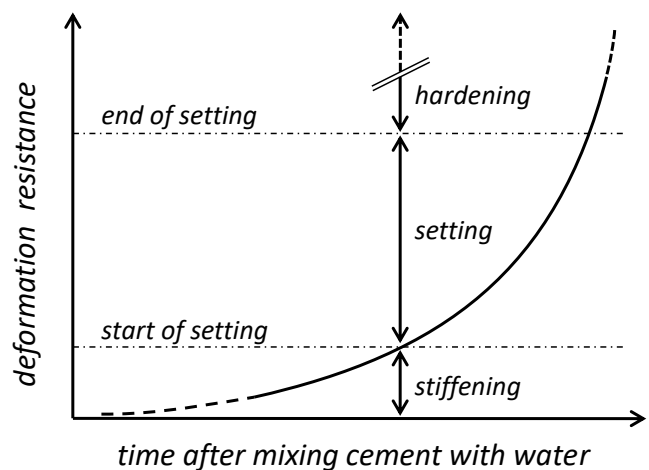 hardening
end of setting
setting
start of setting
stiffening
deformation resistance
time after mixing cement with water